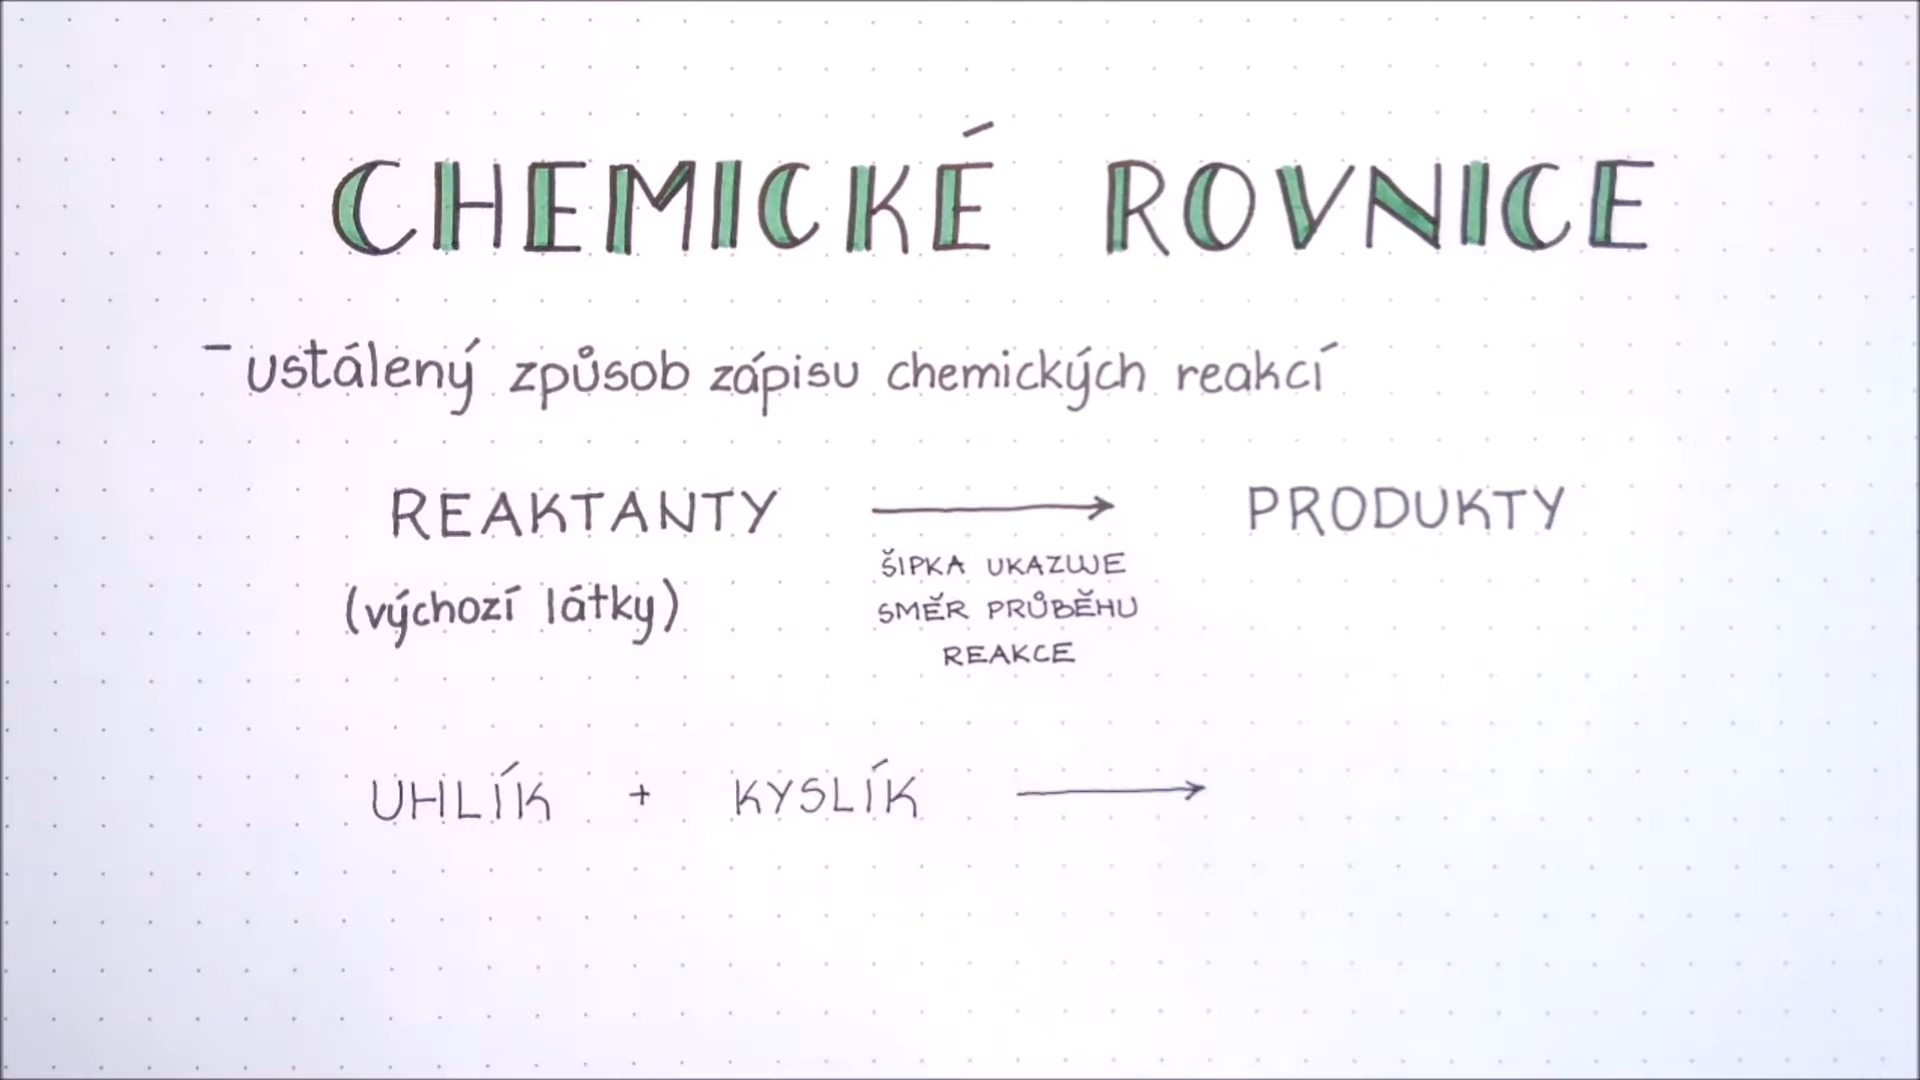 CHEMICKÉ ROVNICE
- ustálený způsob zápisu chemických reakcí
REAKTANTY → PRODUKTY
(výchozí látky)
ŠIPKA UKAZUJE
SMĚR PRŮBĚHU
REAKCE
UHLÍK + KYSLÍK →